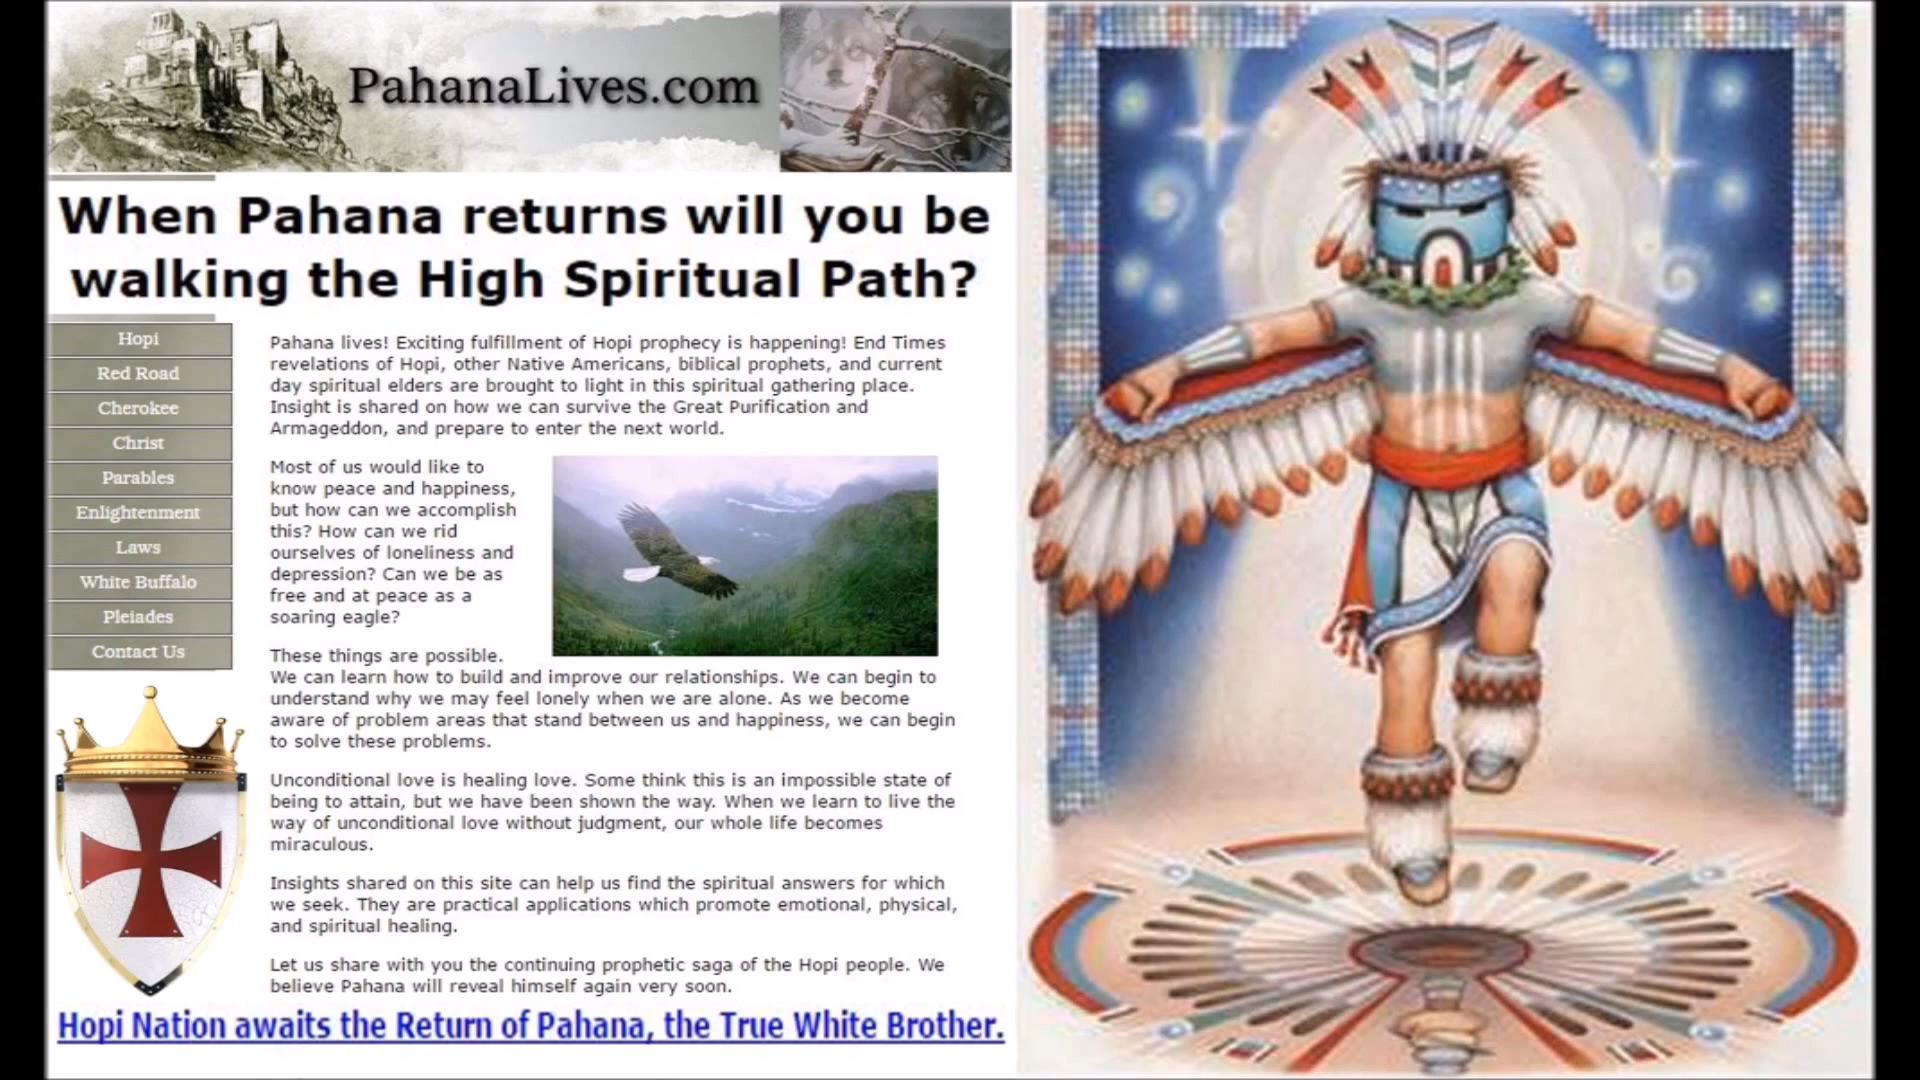 PahanaLives.com
When Pahana returns will you be
walking the High Spiritual Path?
Hopi
Red Road
Cherokee
Christ
Parables
Enlightenment
Laws
White Buffalo
Pleiades
Contact Us
Pahana lives! Exciting fulfillment of Hopi prophecy is happening! End Times
revelations of Hopi, other Native Americans, biblical prophets, and current
day spiritual elders are brought to light in this spiritual gathering place.
Insight is shared on how we can survive the Great Purification and
Armageddon, and prepare to enter the next world.
Most of us would like to
know peace and happiness,
but how can we accomplish
this? How can we rid
ourselves of loneliness and
depression? Can we be as
free and at peace as a
soaring eagle?
These things are possible.
We can learn how to build and improve our relationships. We can begin to
understand why we may feel lonely when we are alone. As we become
aware of problem areas that stand between us and happiness, we can begin
to solve these problems.
Unconditional love is healing love. Some think this is an impossible state of
being to attain, but we have been shown the way. When we learn to live the
way of unconditional love without judgment, our whole life becomes
miraculous.
Insights shared on this site can help us find the spiritual answers for which
we seek. They are practical applications which promote emotional, physical,
and spiritual healing.
Let us share with you the continuing prophetic saga of the Hopi people. We
believe Pahana will reveal himself again very soon.
Hopi Nation awaits the Return of Pahana, the True White Brother.